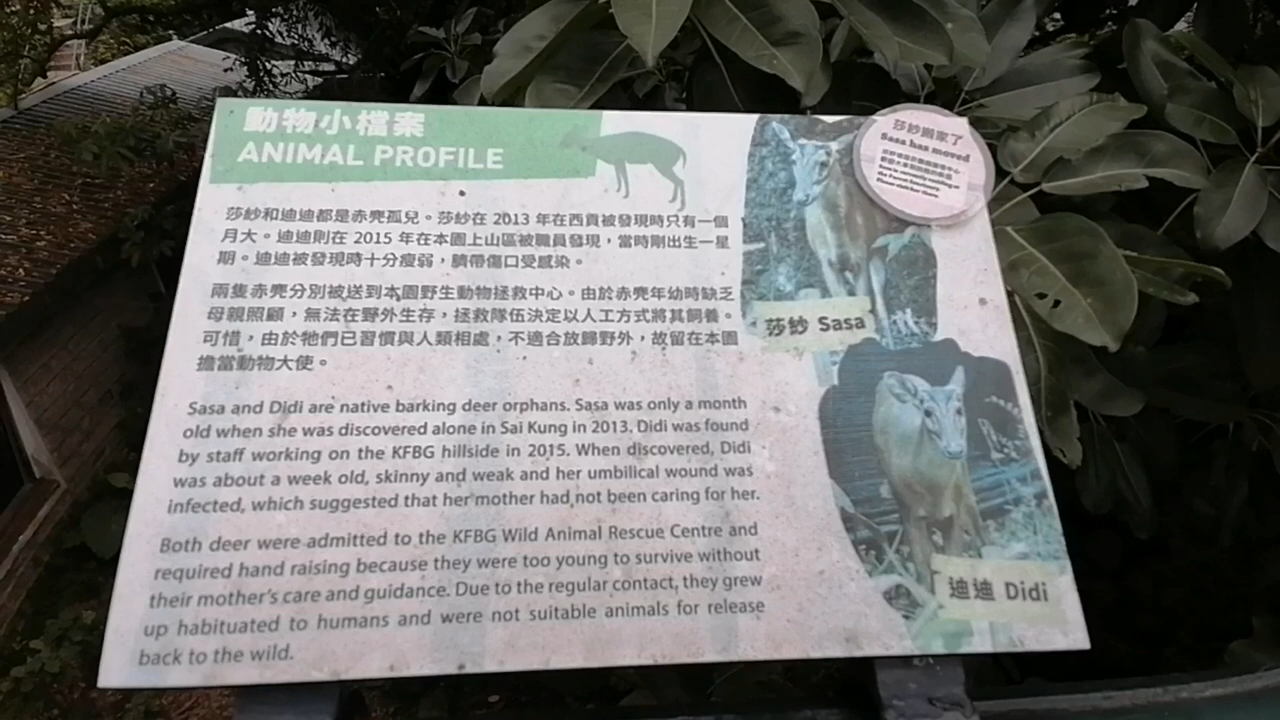 動物小檔案
ANIMAL PROFILE
莎紗和迪迪都是赤麂孤兒。莎紗在 2013 年在西貢被發現時只有一個
月大。迪迪則在 2015 年在本園上山區被職員發現，當時剛出生一星
期。迪迪被發現時十分瘦弱，臍帶傷口受感染。
兩隻赤麂分別被送到本園野生動物拯救中心。由於赤麂年幼時缺乏
母親照顧，無法在野外生存，拯救隊伍決定以人工方式將其飼養。
可惜，由於牠們已習慣與人類相處，不適合放歸野外，故留在本園
擔當動物大使。
Sasa and Didi are native barking deer orphans. Sasa was only a month
old when she was discovered alone in Sai Kung in 2013. Didi was found
by staff working on the KFBG hillside in 2015. When discovered, Didi
was about a week old, skinny and weak and her umbilical wound was
infected, which suggested that her mother had not been caring for her.
Both deer were admitted to the KFBG Wild Animal Rescue Centre and
required hand raising because they were too young to survive without
their mother's care and guidance. Due to the regular contact, they grew
up habituated to humans and were not suitable animals for release
back to the wild.
莎紗搬家了
Sasa has moved
莎紗 Sasa
迪迪 Didi